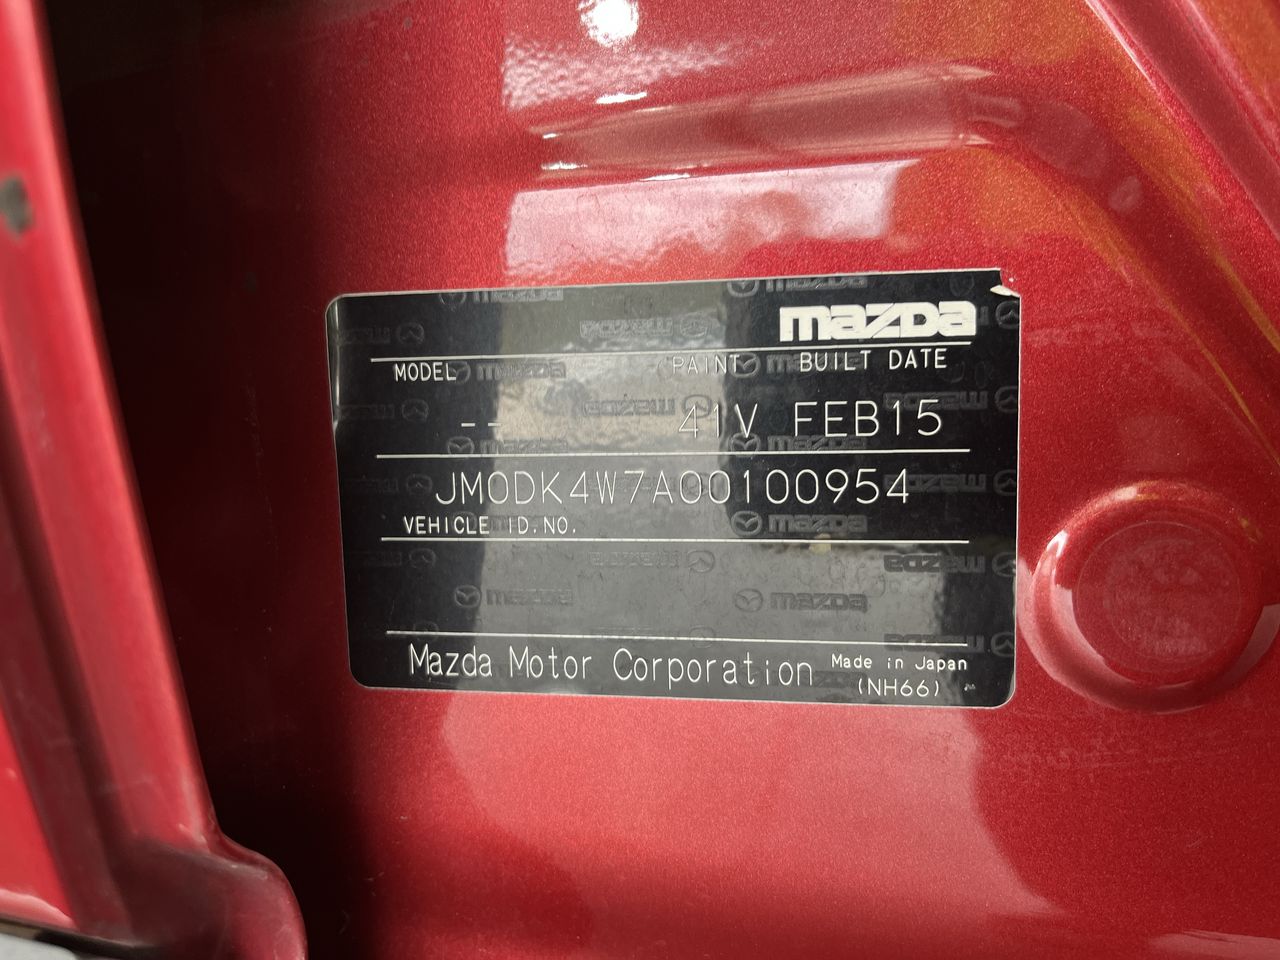 mazda
MODEL PAINT BUILT DATE
-- 41V FEB15
JM0DK4W7A00100954
VEHICLE ID.NO.
Mazda Motor Corporation Made in Japan
(NH66)